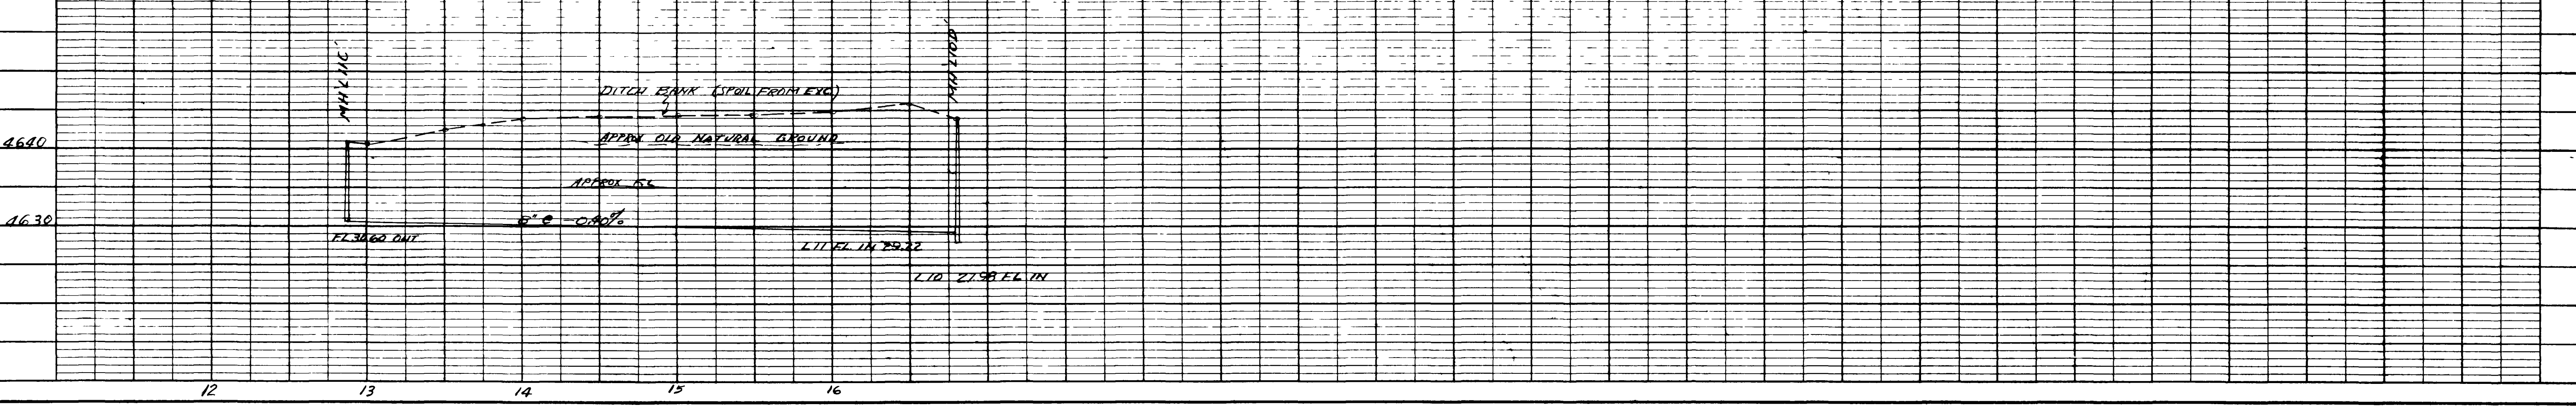 MH L11C
MH L10D
DITCH BANK (SPOIL FROM EXC)
4640
APPROX OLD NATURAL GROUND
APPROX
4630
8" @ -0.40%
FL 30.60 OUT
L11 FL IN 29.22
L10 27.98 FL IN
12 13 14 15 16